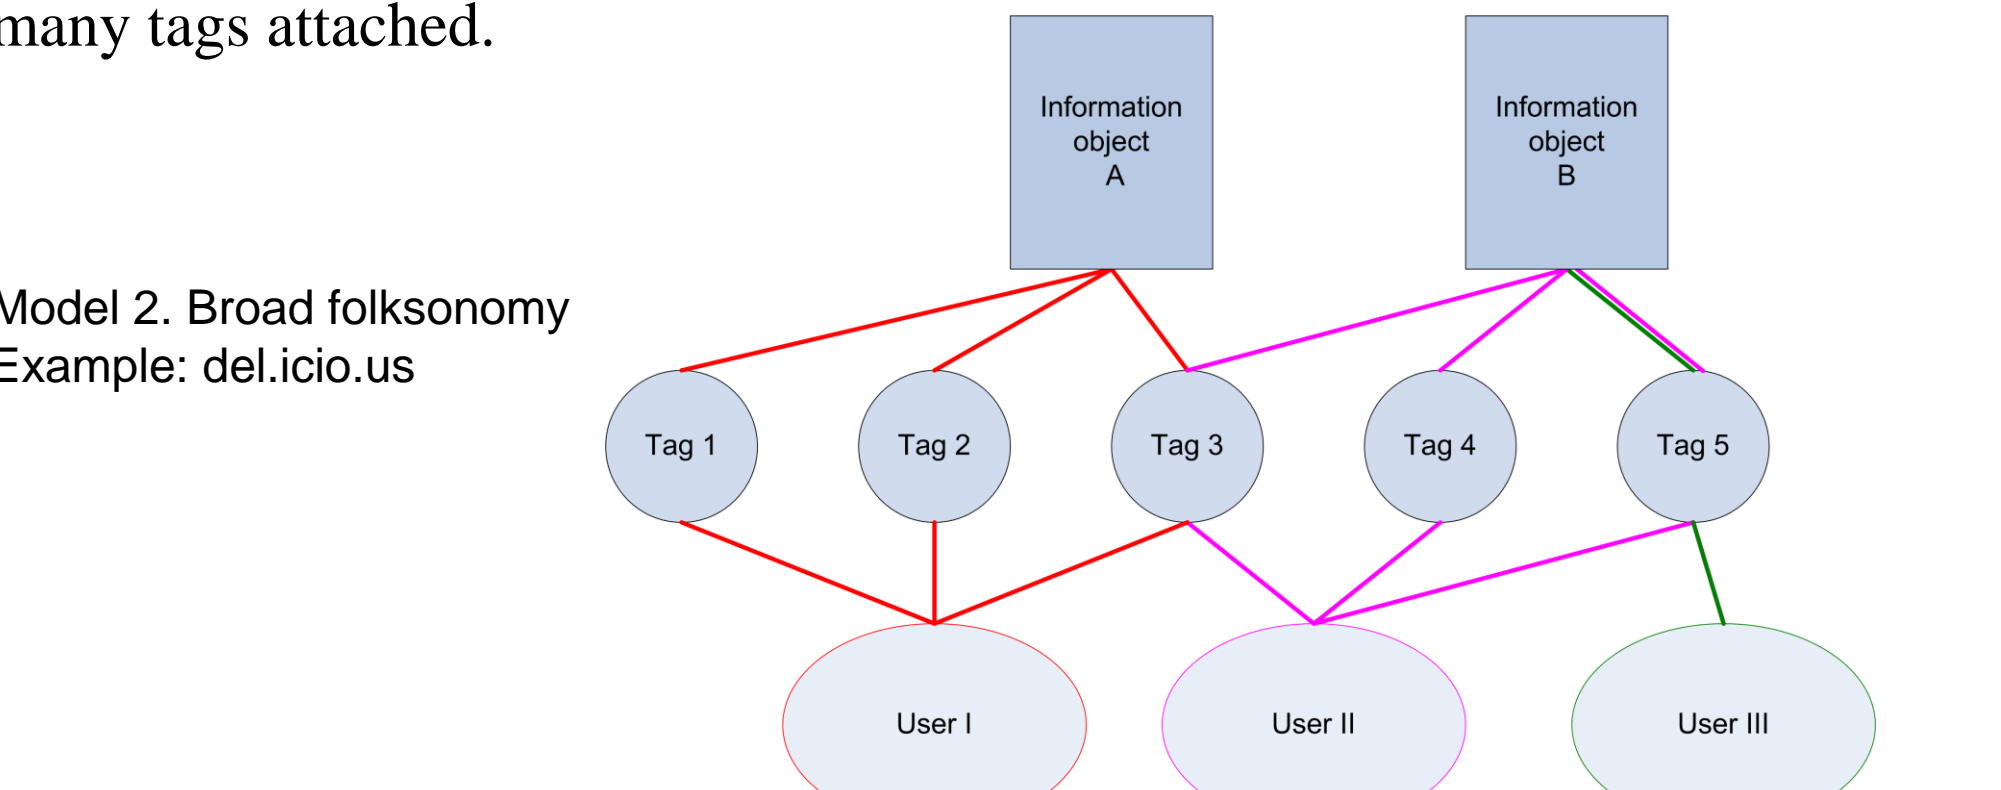 many tags attached.
Information
object
A
Information
object
B
Model 2. Broad folksonomy
Example: del.icio.us
Tag 1
Tag 2
Tag 3
Tag 4
Tag 5
User I
User II
User III